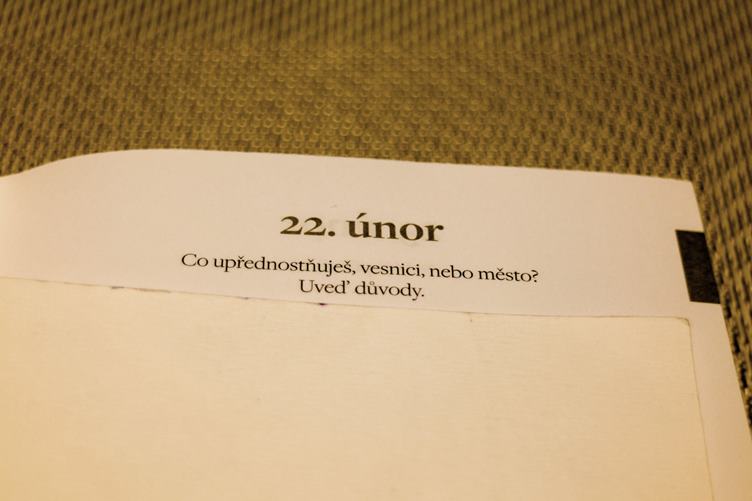 22. únor
Co upřednostňuješ, vesnici, nebo město?
Uveď důvody.